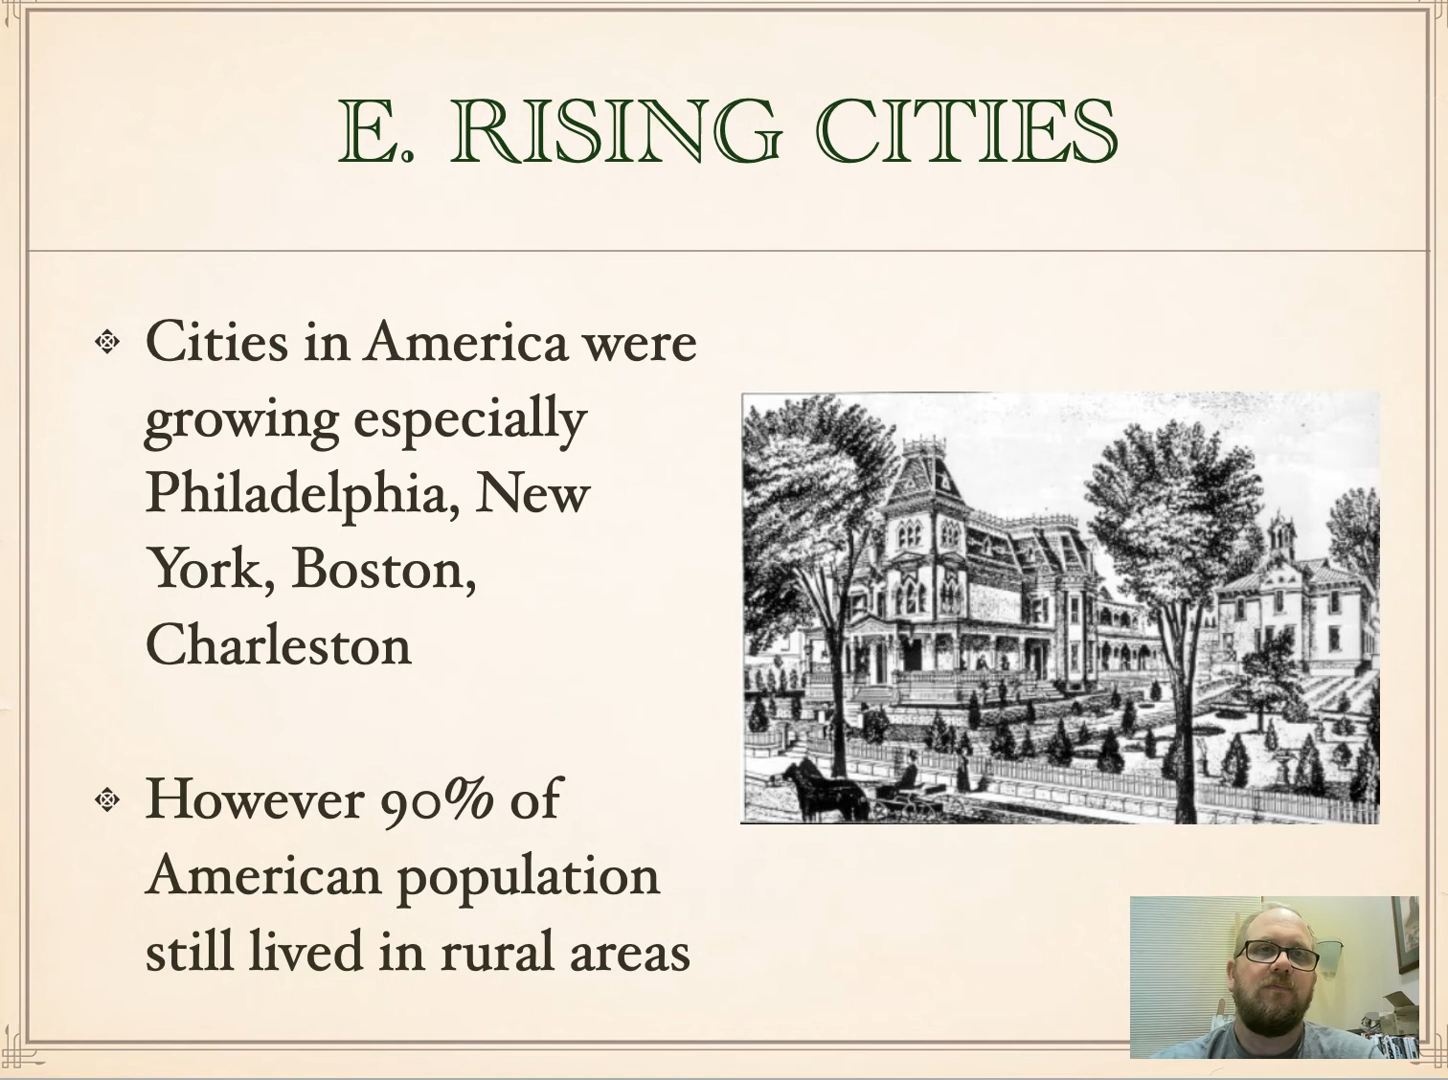 E. RISING CITIES
Cities in America were
growing especially
Philadelphia, New
York, Boston,
Charleston
However 90% of
American population
still lived in rural areas